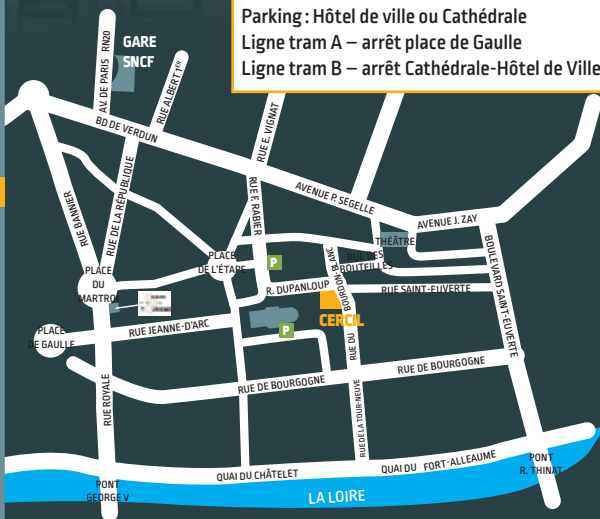 Parking : Hôtel de ville ou Cathédrale
Ligne tram A – arrêt place de Gaulle
Ligne tram B – arrêt Cathédrale-Hôtel de Ville
GARE
SNCF
AV. DE PARIS RN20
RUE ALBERT 1ER
BD DE VERDUN
RUE E. VIGNAT
RUE BANNIER
RUE DE LA RÉPUBLIQUE
RUE F. RABIER
AVENUE P. SEGELLE
AVENUE J. ZAY
THÉÂTRE
RUE DES
BOUTEILLES
BOULEVARD SAINT-EUVERTE
PLACE
DE L'ÉTAPE
P
PLACE
DU
MARTROI
R. DUPANLOUP
RUE DU BOURDON-BLANC
RUE SAINT-EUVERTE
CERCIL
PLACE
DE GAULLE
RUE JEANNE-D'ARC
P
RUE ROYALE
RUE DE BOURGOGNE
RUE DE BOURGOGNE
RUE DE LA TOUR-NEUVE
QUAI DU CHÂTELET
QUAI DU FORT-ALLEAUME
PONT
GEORGE V
LA LOIRE
PONT
R. THINAT